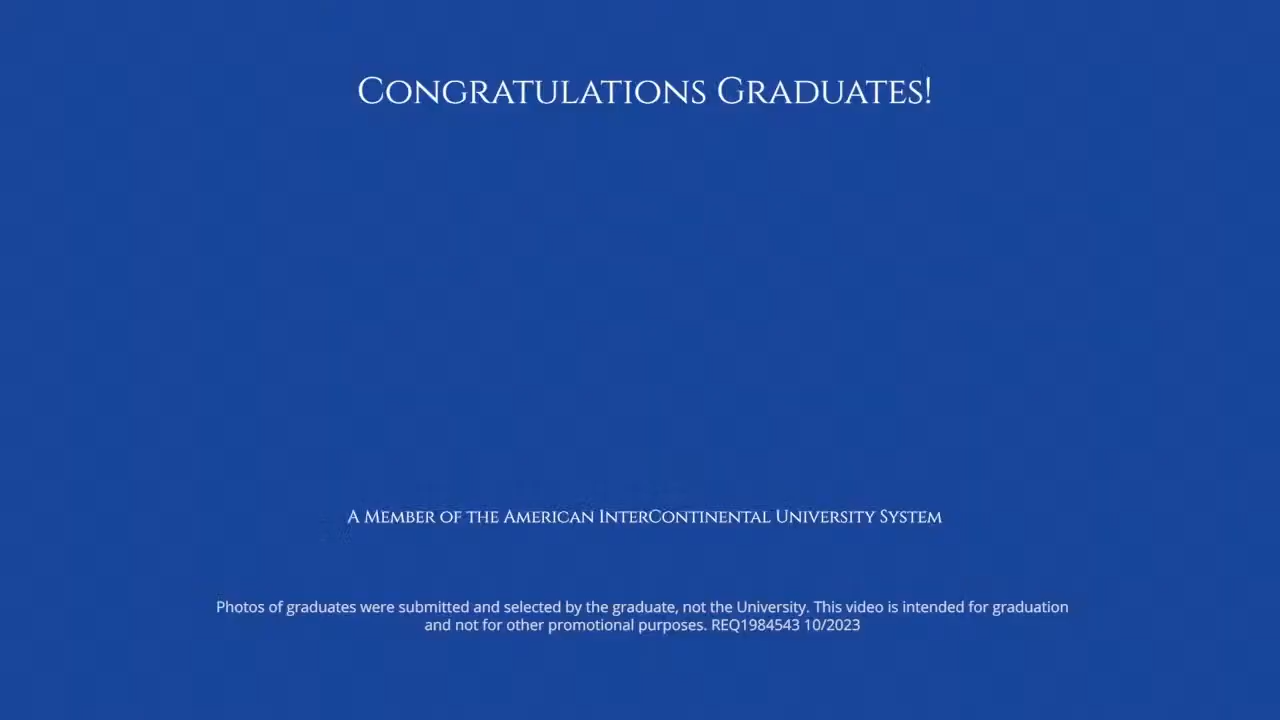 Congratulations Graduates!
A Member of the American InterContinental University System
Photos of graduates were submitted and selected by the graduate, not the University. This video is intended for graduation
and not for other promotional purposes. REQ1984543 10/2023